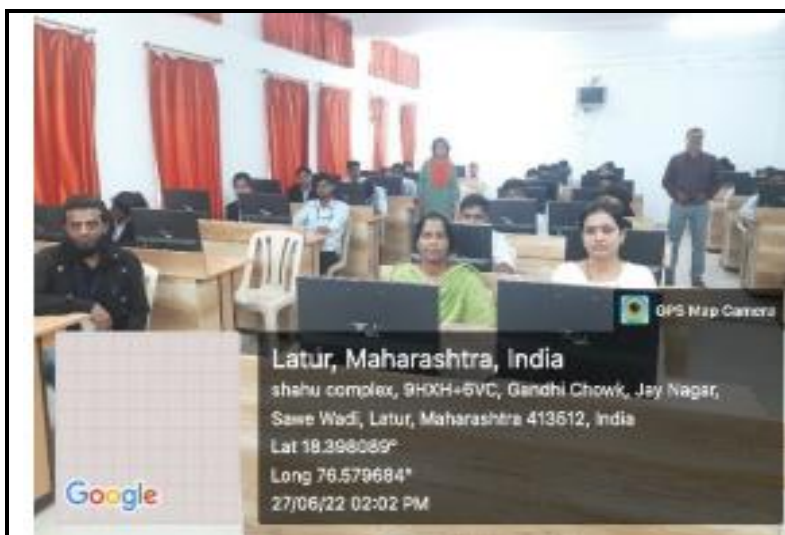 GPS Map Camera
Latur, Maharashtra, India
shahu complex, 9HXH+6VC, Gandhi Chowk, Jay Nagar,
Sawe Wadi, Latur, Maharashtra 413512, India
Lat 18.398089°
Long 76.579684°
27/06/22 02:02 PM
Google